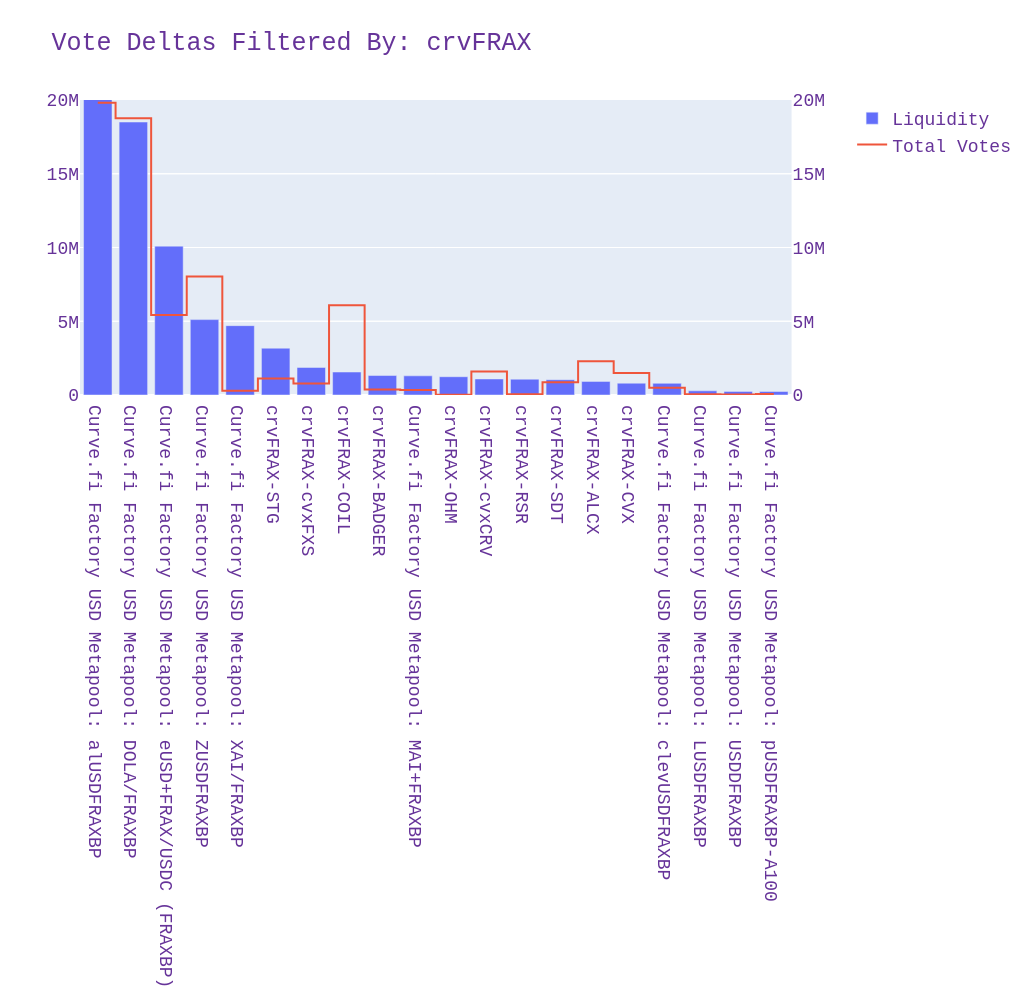 Vote Deltas Filtered By: crvFRAX
20M
15M
10M
5M
0
20M
15M
10M
5M
0
Liquidity
Total Votes
Curve.fi Factory USD Metapool: alUSDFRAXBP
Curve.fi Factory USD Metapool: DOLA/FRAXBP
Curve.fi Factory USD Metapool: eUSD+FRAX/USDC (FRAXBP)
Curve.fi Factory USD Metapool: ZUSDFRAXBP
Curve.fi Factory USD Metapool: XAI/FRAXBP
crvFRAX-STG
crvFRAX-cvxFXS
crvFRAX-COIL
crvFRAX-BADGER
Curve.fi Factory USD Metapool: MAI+FRAXBP
crvFRAX-OHM
crvFRAX-cvxCRV
crvFRAX-RSR
crvFRAX-SDT
crvFRAX-ALCX
crvFRAX-CVX
Curve.fi Factory USD Metapool: clevUSDFRAXBP
Curve.fi Factory USD Metapool: LUSDFRAXBP
Curve.fi Factory USD Metapool: USDDFRAXBP
Curve.fi Factory USD Metapool: pUSDFRAXBP-A100